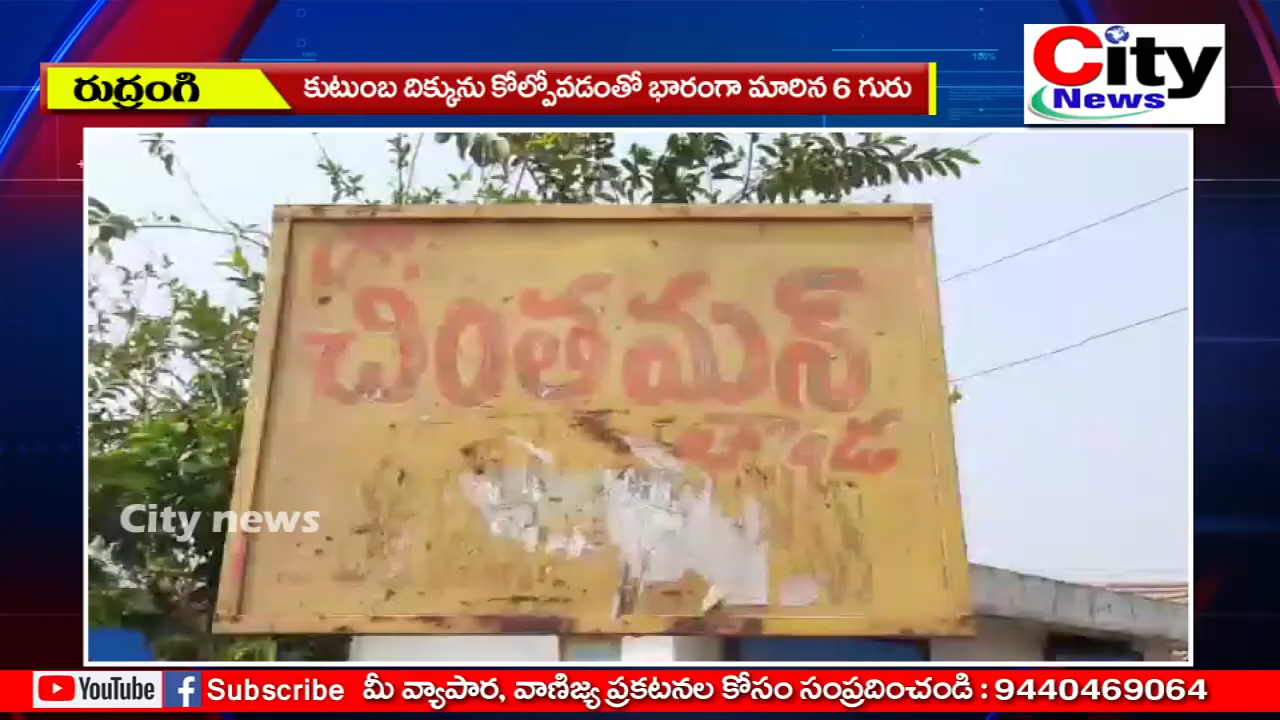 రుద్రంగి
కుటుంబ దిక్కును కోల్పోవడంతో భారంగా మారిన 6 గురు
City News
చింతమన్
City news
YouTube f Subscribe మీ వ్యాపార, వాణిజ్య ప్రకటనల కోసం సంప్రదించండి : 9440469064